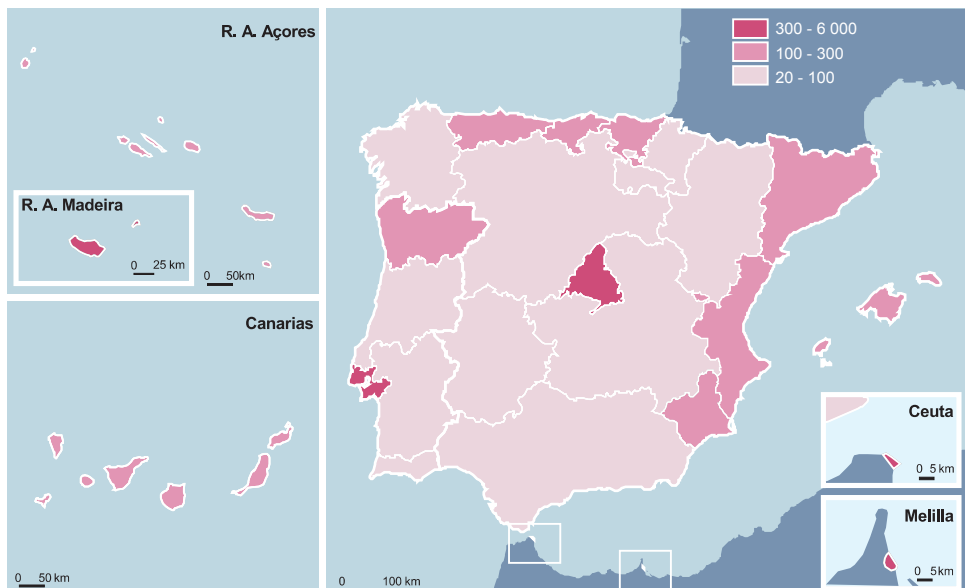 R. A. Açores
R. A. Madeira
0 25 km
0 50km
Canarias
0 50 km
300 - 6 000
100 - 300
20 - 100
Ceuta
0 5 km
Melilla
0 5km
0 100 km